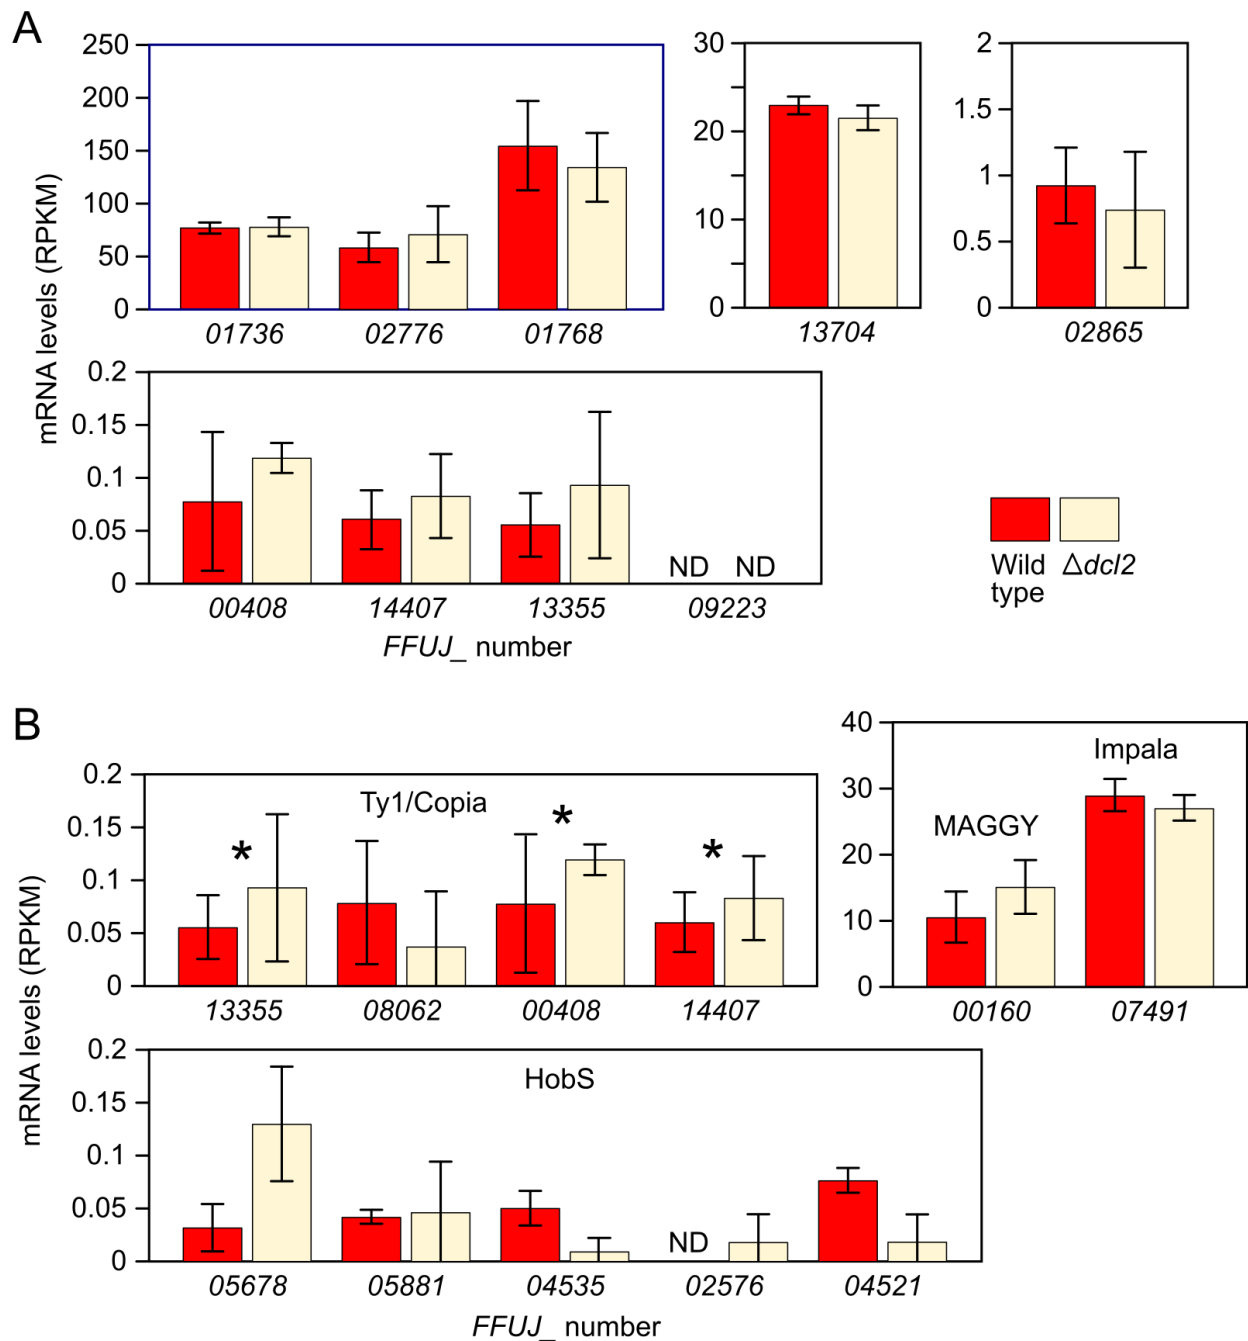 A
mRNA levels (RPKM)
250
200
150
100
50
0
01736 02776 01768
30
20
10
0
13704
2
1.5
1
0.5
0
02865
0.2
0.15
0.1
0.05
0
ND ND
00408 14407 13355 09223
FFUJ_ number
Wild
type
Δdcl2
B
mRNA levels (RPKM)
0.2
0.15
0.1
0.05
0
Ty1/Copia
* * *
13355 08062 00408 14407
40
30
20
10
0
Impala
MAGGY
00160 07491
0.2
0.15
0.1
0.05
0
HobS
ND
05678 05881 04535 02576 04521
FFUJ_ number